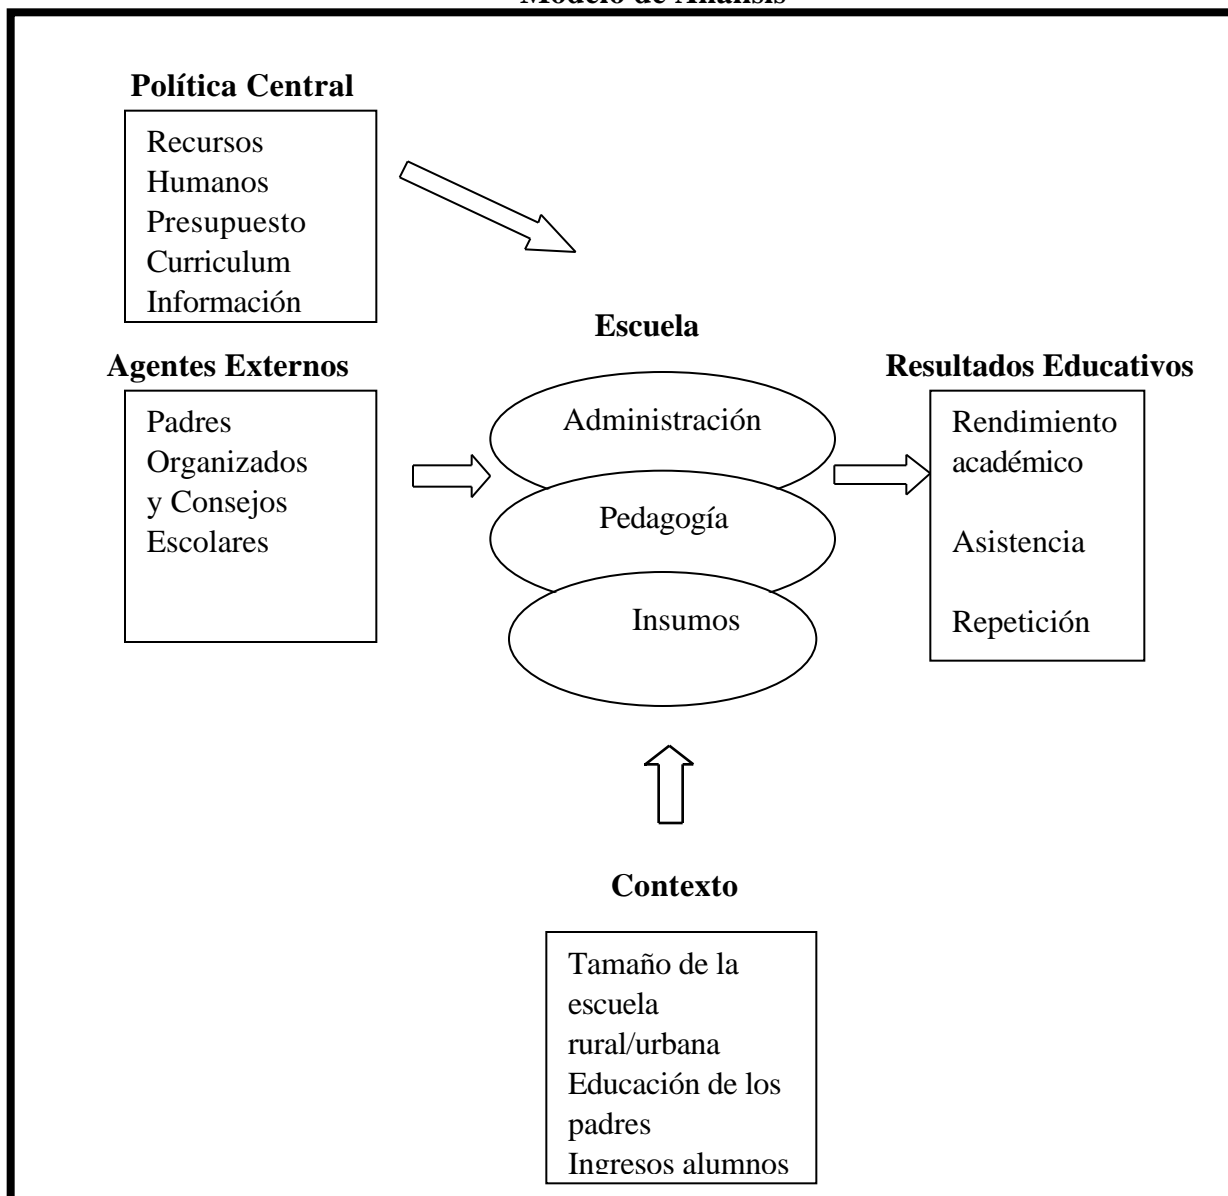 Modelo de Análisis
Política Central
Recursos
Humanos
Presupuesto
Curriculum
Información
Agentes Externos
Padres
Organizados
y Consejos
Escolares
Escuela
Administración
Pedagogía
Insumos
Resultados Educativos
Rendimiento
académico
Asistencia
Repetición
Contexto
Tamaño de la
escuela
rural/urbana
Educación de los
padres
Ingresos alumnos